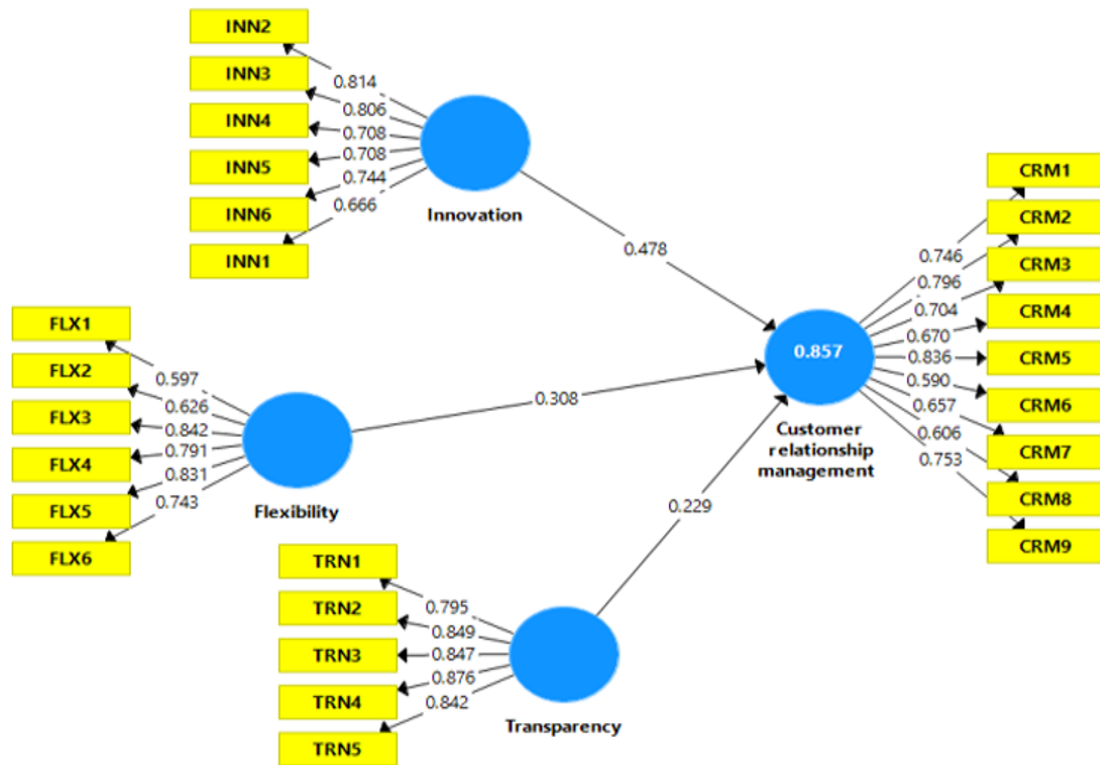 INN2
INN3
INN4
INN5
INN6
INN1
0.814
0.806
0.708
0.708
0.744
0.666
Innovation
0.478
FLX1
FLX2
FLX3
FLX4
FLX5
FLX6
0.597
0.626
0.842
0.791
0.831
0.743
Flexibility
0.308
TRN1
TRN2
TRN3
TRN4
TRN5
0.795
0.849
0.847
0.876
0.842
Transparency
0.229
0.857
Customer
relationship
management
0.746
0.796
0.704
0.670
0.836
0.590
0.657
0.606
0.753
CRM1
CRM2
CRM3
CRM4
CRM5
CRM6
CRM7
CRM8
CRM9